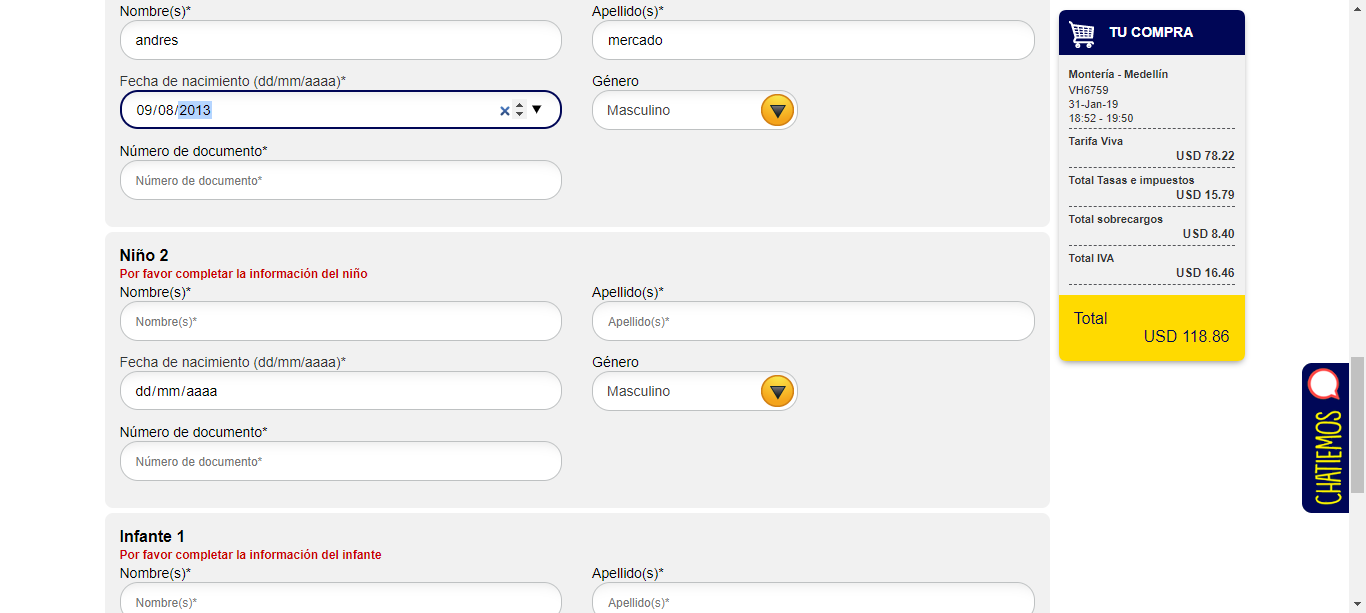 Nombre(s)*
Apellido(s)*
andres
mercado
Fecha de nacimiento (dd/mm/aaaa)*
Género
09/08/2013
Masculino
Número de documento*
Número de documento*
Niño 2
Por favor completar la información del niño
Nombre(s)*
Apellido(s)*
Nombre(s)*
Apellido(s)*
Fecha de nacimiento (dd/mm/aaaa)*
Género
dd/mm/aaaa
Masculino
Número de documento*
Número de documento*
Infante 1
Por favor completar la información del infante
Nombre(s)*
Apellido(s)*
Nombre(s)*
Apellido(s)*
TU COMPRA
Montería - Medellín
VH6759
31-Jan-19
18:52 - 19:50
Tarifa Viva
USD 78.22
Total Tasas e impuestos
USD 15.79
Total sobrecargos
USD 8.40
Total IVA
USD 16.46
Total
USD 118.86
CHATIEMOS